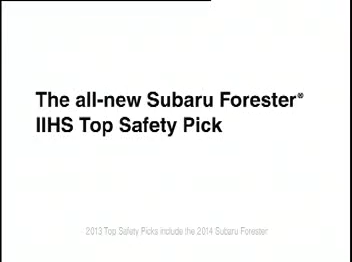 The all-new Subaru Forester®
IIHS Top Safety Pick
2013 Top Safety Picks include the 2014 Subaru Forester